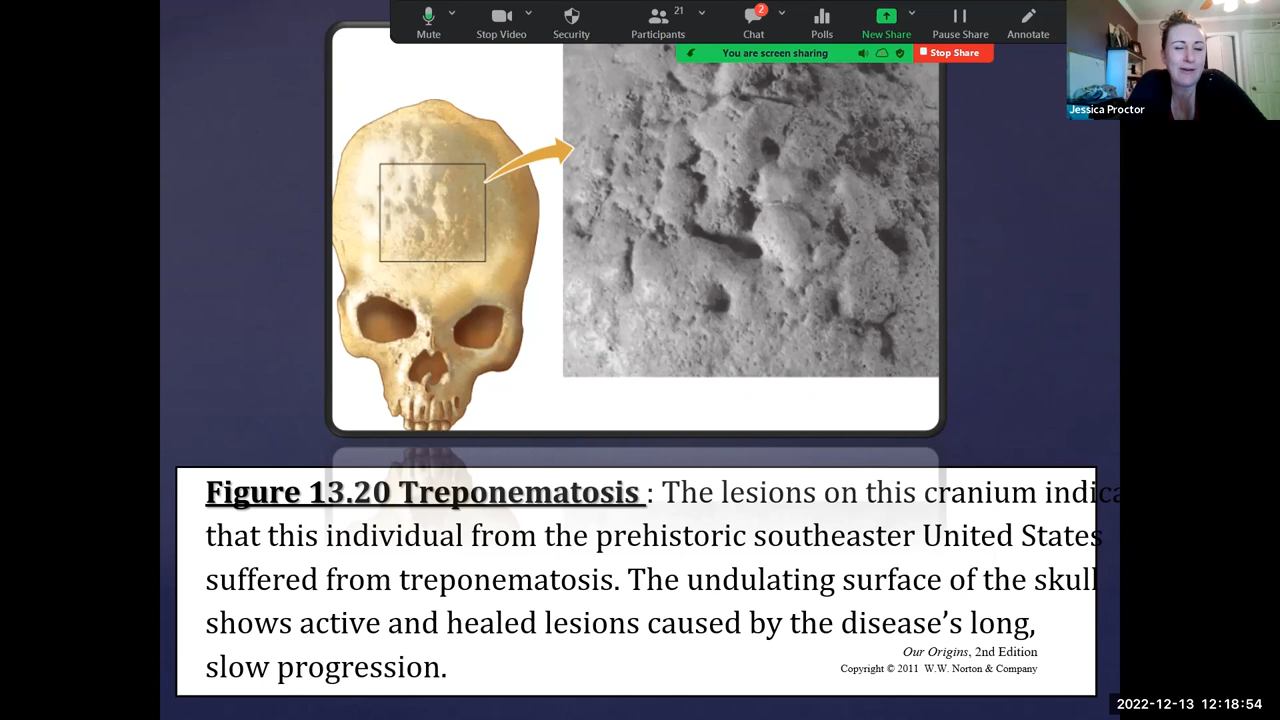 21
2
Mute
Stop Video
Security
Participants
Chat
Polls
New Share
Pause Share
Annotate
You are screen sharing
Stop Share
Jessica Proctor
Figure 13.20 Treponematosis : The lesions on this cranium indica
that this individual from the prehistoric southeaster United States
suffered from treponematosis. The undulating surface of the skull
shows active and healed lesions caused by the disease’s long,
slow progression.
Our Origins, 2nd Edition
Copyright © 2011 W.W. Norton & Company
2022-12-13 12:18:54